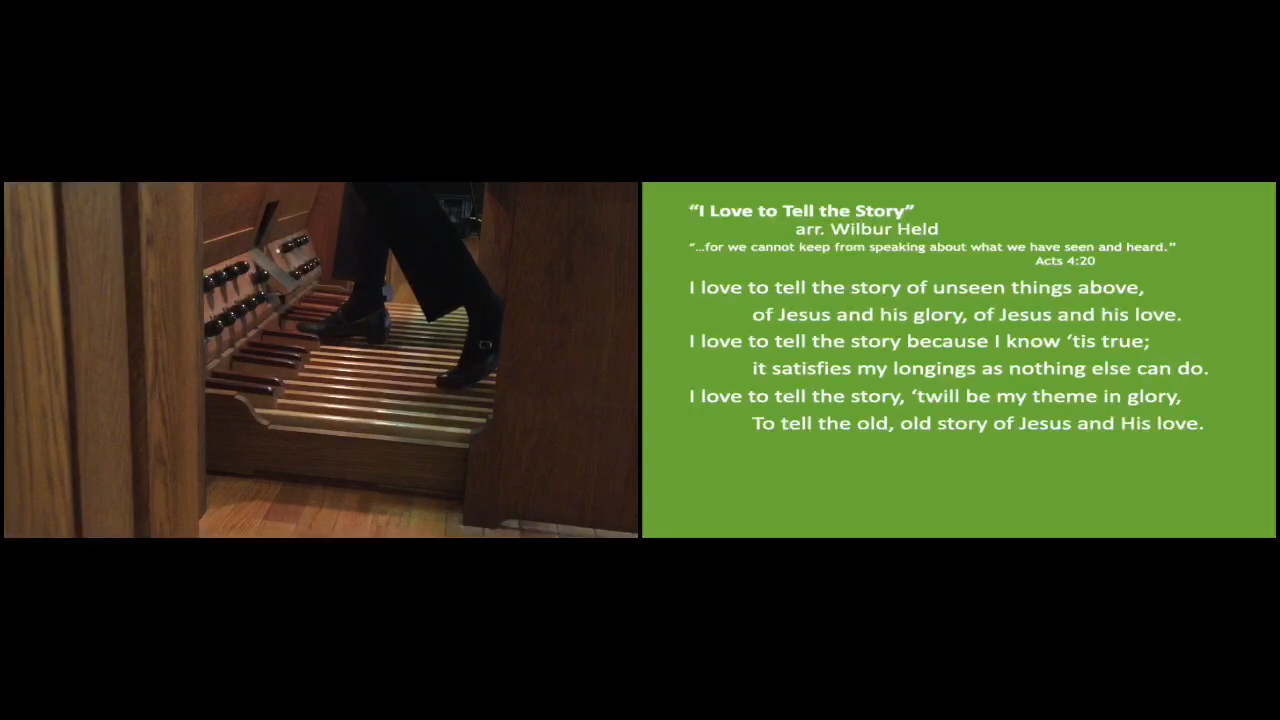 “I Love to Tell the Story”
arr. Wilbur Held
“...for we cannot keep from speaking about what we have seen and heard.”
Acts 4:20
I love to tell the story of unseen things above,
of Jesus and his glory, of Jesus and his love.
I love to tell the story because I know ‘tis true;
it satisfies my longings as nothing else can do.
I love to tell the story, ‘twill be my theme in glory,
To tell the old, old story of Jesus and His love.